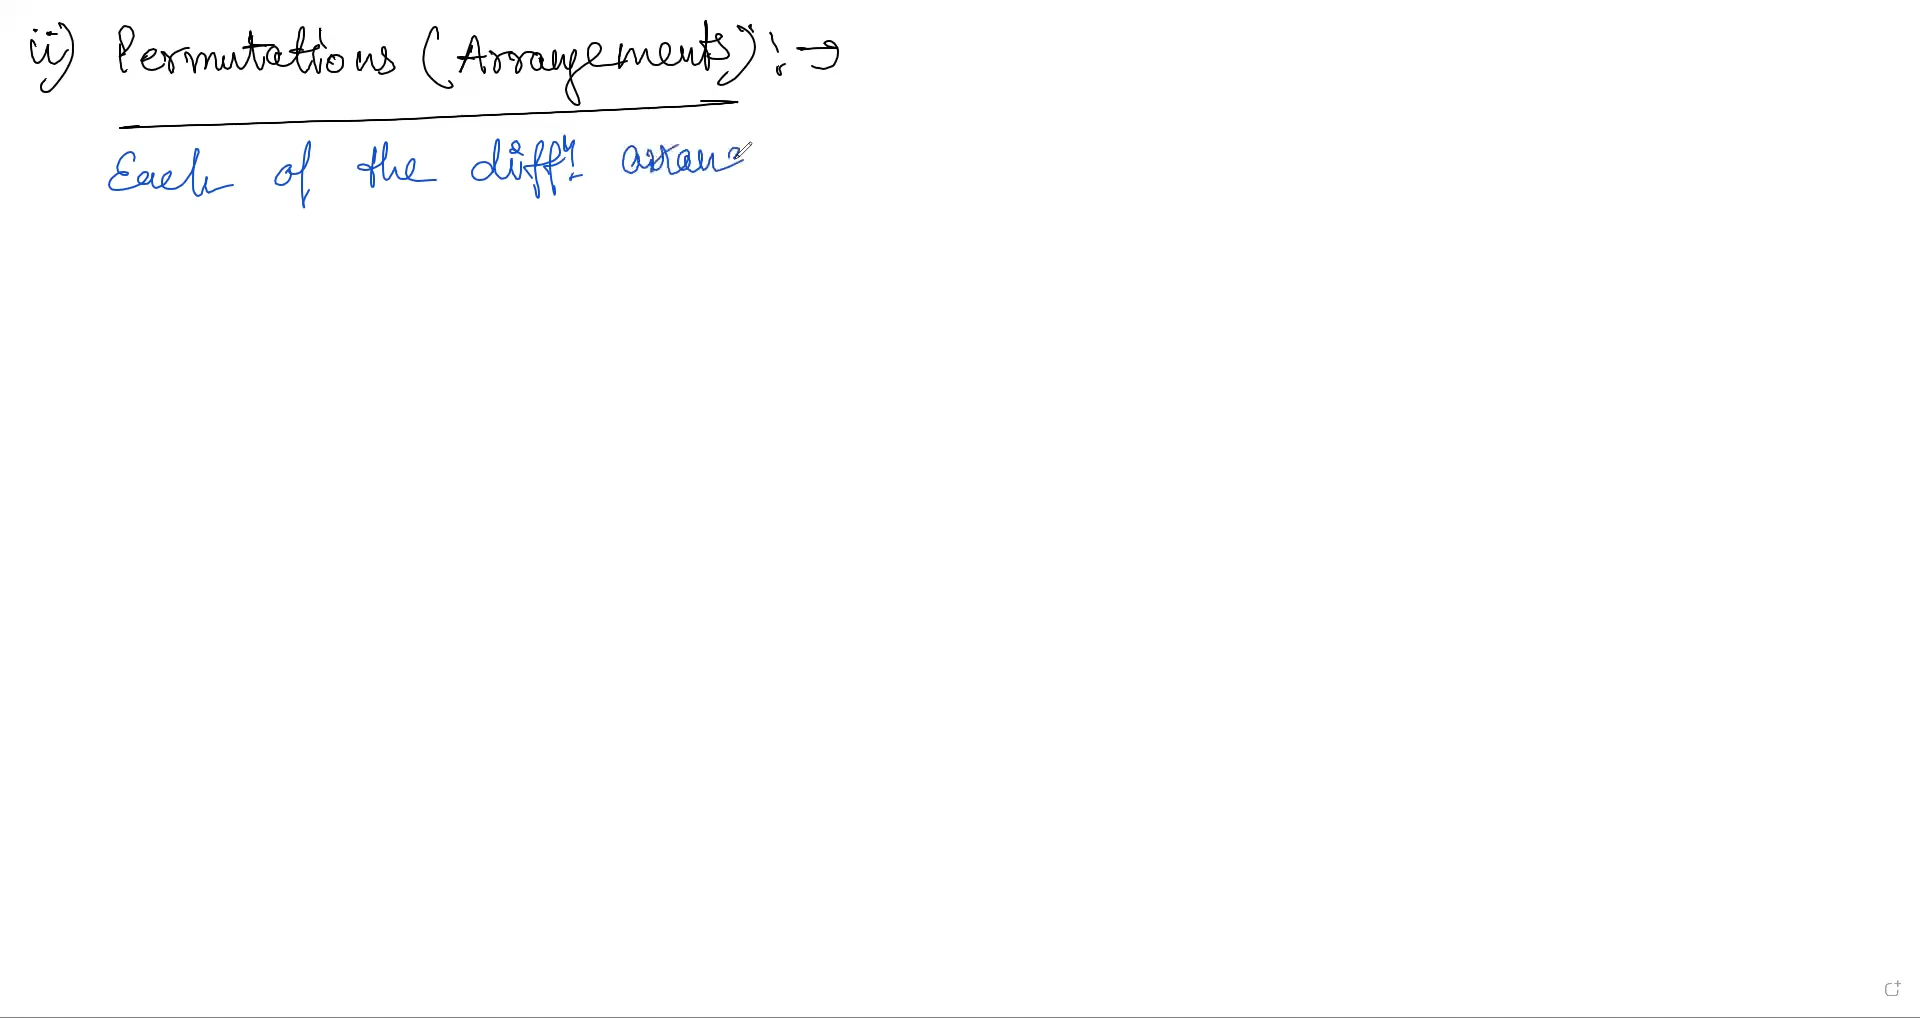 ii) Permutations (Arrangements) :→
Each of the diff. arran